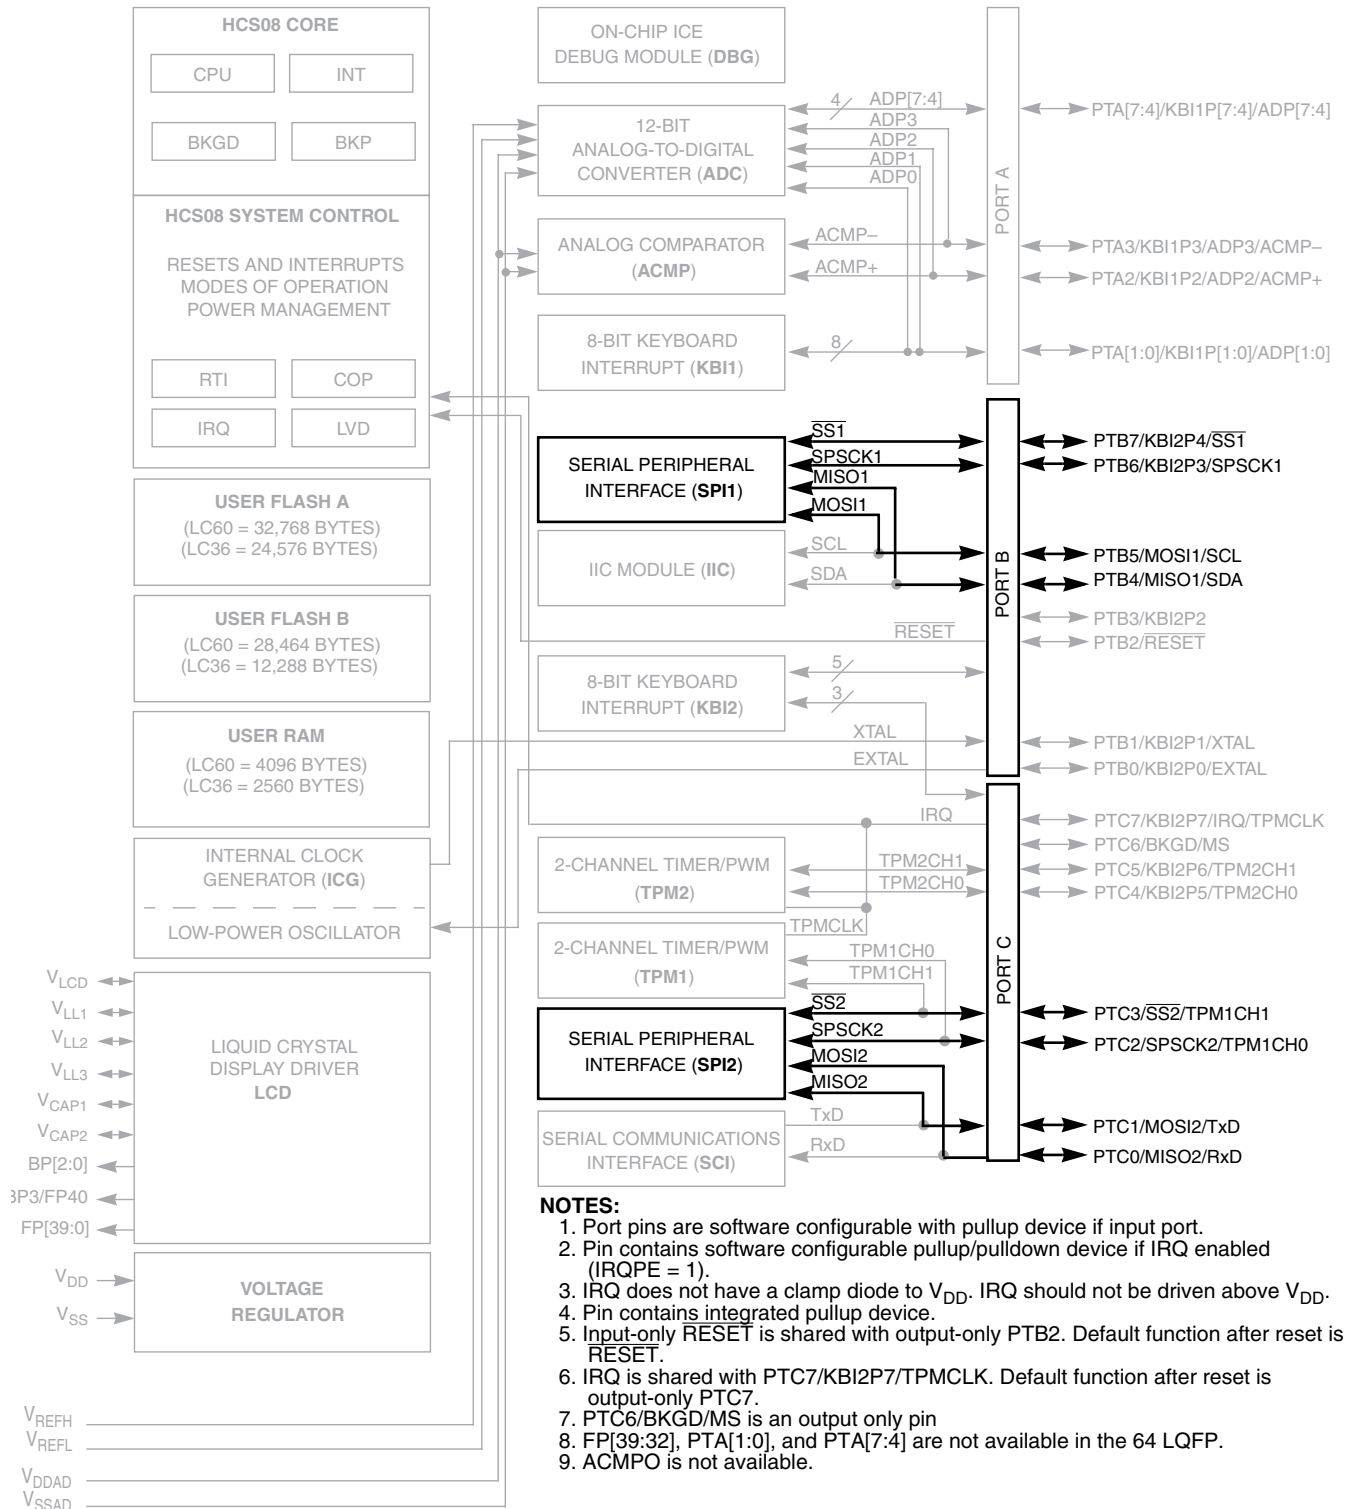 HCS08 CORE
CPU
INT
BKGD
BKP
HCS08 SYSTEM CONTROL
RESETS AND INTERRUPTS
MODES OF OPERATION
POWER MANAGEMENT
RTI
COP
IRQ
LVD
USER FLASH A
(LC60 = 32,768 BYTES)
(LC36 = 24,576 BYTES)
USER FLASH B
(LC60 = 28,464 BYTES)
(LC36 = 12,288 BYTES)
USER RAM
(LC60 = 4096 BYTES)
(LC36 = 2560 BYTES)
INTERNAL CLOCK
GENERATOR (ICG)
LOW-POWER OSCILLATOR
VLCD
VLL1
VLL2
VLL3
VCAP1
VCAP2
BP[2:0]
BP3/FP40
FP[39:0]
LIQUID CRYSTAL
DISPLAY DRIVER
LCD
VDD
VSS
VOLTAGE
REGULATOR
VREFH
VREFL
VDDAD
VSSAD
ON-CHIP ICE
DEBUG MODULE (DBG)
12-BIT
ANALOG-TO-DIGITAL
CONVERTER (ADC)
4
ADP[7:4]
ADP3
ADP2
ADP1
ADP0
ANALOG COMPARATOR
(ACMP)
ACMP–
ACMP+
8-BIT KEYBOARD
INTERRUPT (KBI1)
8
PORT A
PTA[7:4]/KBI1P[7:4]/ADP[7:4]
PTA3/KBI1P3/ADP3/ACMP–
PTA2/KBI1P2/ADP2/ACMP+
PTA[1:0]/KBI1P[1:0]/ADP[1:0]
SERIAL PERIPHERAL
INTERFACE (SPI1)
SS1
SPSCK1
MISO1
MOSI1
IIC MODULE (IIC)
SCL
SDA
RESET
8-BIT KEYBOARD
INTERRUPT (KBI2)
5
3
XTAL
EXTAL
PORT B
PTB7/KBI2P4/SS1
PTB6/KBI2P3/SPSCK1
PTB5/MOSI1/SCL
PTB4/MISO1/SDA
PTB3/KBI2P2
PTB2/RESET
PTB1/KBI2P1/XTAL
PTB0/KBI2P0/EXTAL
IRQ
2-CHANNEL TIMER/PWM
(TPM2)
TPM2CH1
TPM2CH0
TPMCLK
2-CHANNEL TIMER/PWM
(TPM1)
TPM1CH0
TPM1CH1
SERIAL PERIPHERAL
INTERFACE (SPI2)
SS2
SPSCK2
MOSI2
MISO2
SERIAL COMMUNICATIONS
INTERFACE (SCI)
TxD
RxD
PORT C
PTC7/KBI2P7/IRQ/TPMCLK
PTC6/BKGD/MS
PTC5/KBI2P6/TPM2CH1
PTC4/KBI2P5/TPM2CH0
PTC3/SS2/TPM1CH1
PTC2/SPSCK2/TPM1CH0
PTC1/MOSI2/TxD
PTC0/MISO2/RxD
NOTES:
1. Port pins are software configurable with pullup device if input port.
2. Pin contains software configurable pullup/pulldown device if IRQ enabled
(IRQPE = 1).
3. IRQ does not have a clamp diode to VDD. IRQ should not be driven above VDD.
4. Pin contains integrated pullup device.
5. Input-only RESET is shared with output-only PTB2. Default function after reset is
RESET.
6. IRQ is shared with PTC7/KBI2P7/TPMCLK. Default function after reset is
output-only PTC7.
7. PTC6/BKGD/MS is an output only pin
8. FP[39:32], PTA[1:0], and PTA[7:4] are not available in the 64 LQFP.
9. ACMPO is not available.